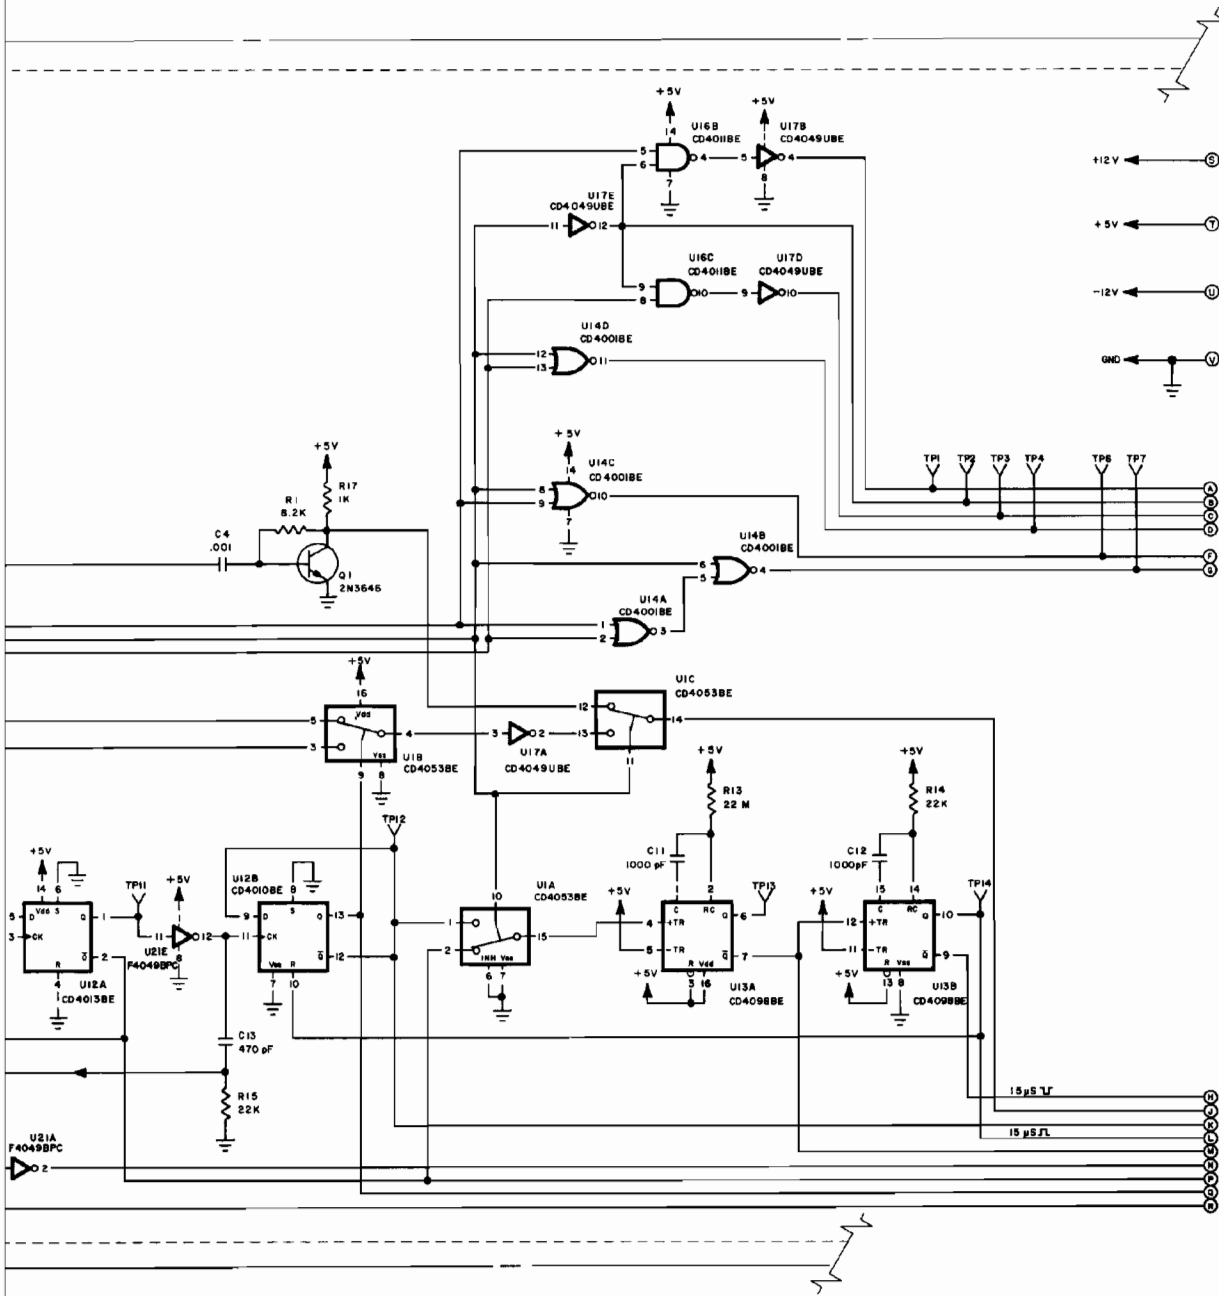 +5V
+5V
U16B
CD4011BE
U17B
CD4049UBE
14
5
6
4
5
4
7
8
+12V
S
U17E
CD4049UBE
11
12
+5V
T
U16C
CD4011BE
U17D
CD4049UBE
9
8
10
9
10
-12V
U
U14D
CD4001BE
12
13
11
GND
V
+5V
+5V
14
U14C
CD4001BE
8
9
10
7
R17
1K
R1
8.2K
C4
.001
Q1
2N3646
TP1
TP2
TP3
TP4
TP6
TP7
A
B
C
D
F
G
U14B
CD4001BE
6
5
4
U14A
CD4001BE
1
2
3
+5V
16
Vdd
5
3
4
Vss
9
8
U1B
CD4053BE
3
2
U17A
CD4049UBE
U1C
CD4053BE
12
13
14
11
+5V
R13
22 M
+5V
R14
22K
TP12
C11
1000 pF
C12
1000pF
+5V
14
6
TP11
+5V
U12B
CD4010BE
8
U1A
CD4053BE
10
+5V
1
2
TP13
+5V
15
14
TP14
5
D
Vdd
S
Q
1
3
CK
R
Q
2
4
U12A
CD4013BE
11
12
8
U21E
F4049BPC
9
D
S
Q
13
11
CK
Q
12
Vss
R
7
10
1
2
15
INH
Vss
6
7
C
RC
4
+TR
Q
6
5
-TR
Q
7
R
Vdd
3
16
+5V
U13A
CD4098BE
C
RC
12
+TR
Q
10
11
-TR
Q
9
R
Vss
13
8
+5V
U13B
CD4098BE
C13
470 pF
R15
22K
U21A
F4049BPC
2
15µS
15µS
H
J
K
L
M
N
P
Q
R